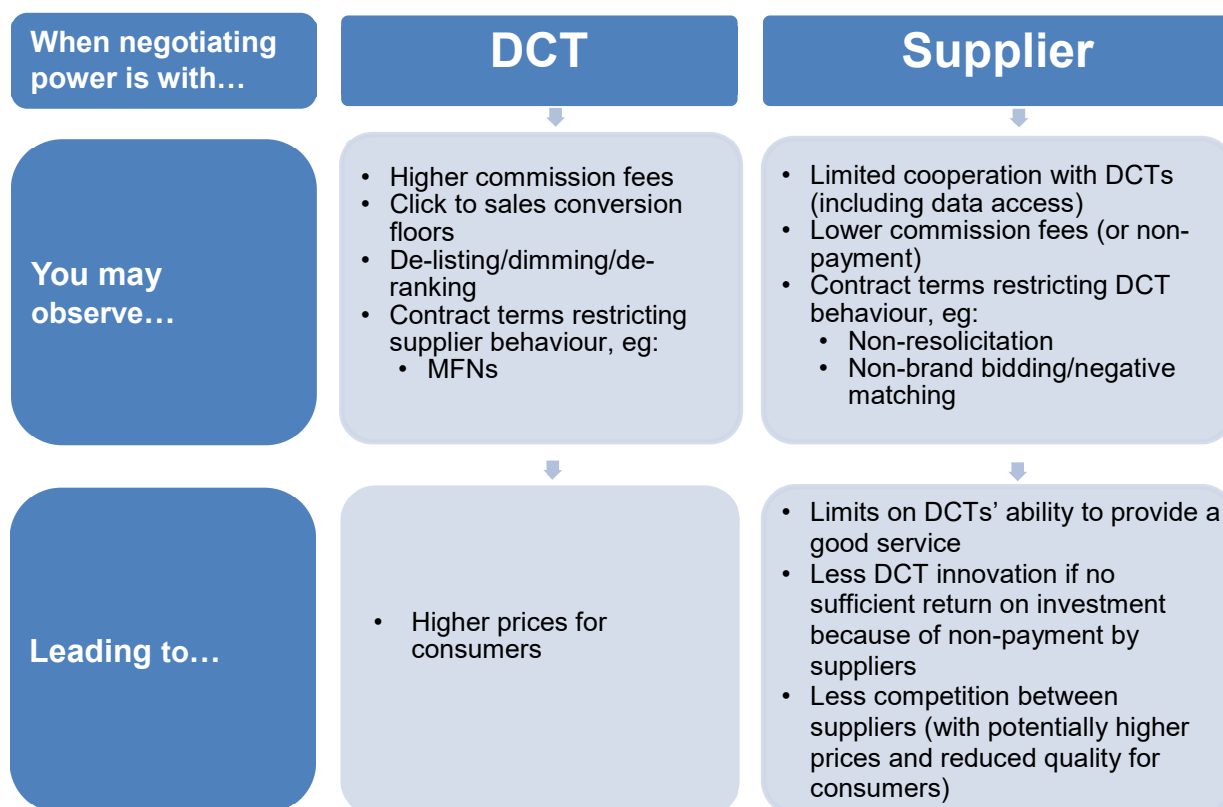 When negotiating
power is with…
DCT
Supplier
You may
observe…
• Higher commission fees
• Click to sales conversion
floors
• De-listing/dimming/de-
ranking
• Contract terms restricting
supplier behaviour, eg:
• MFNs
• Limited cooperation with DCTs
(including data access)
• Lower commission fees (or non-
payment)
• Contract terms restricting DCT
behaviour, eg:
• Non-resolicitation
• Non-brand bidding/negative
matching
Leading to…
• Higher prices for
consumers
• Limits on DCTs’ ability to provide a
good service
• Less DCT innovation if no
sufficient return on investment
because of non-payment by
suppliers
• Less competition between
suppliers (with potentially higher
prices and reduced quality for
consumers)